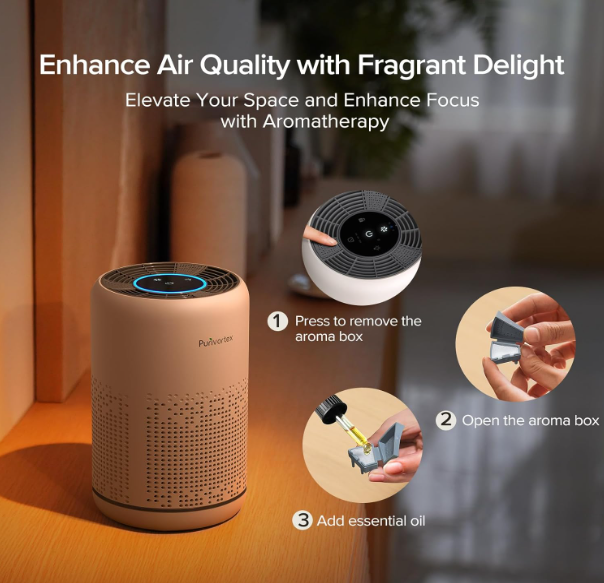 Enhance Air Quality with Fragrant Delight
Elevate Your Space and Enhance Focus
with Aromatherapy
Purivortex
1 Press to remove the
aroma box
2 Open the aroma box
3 Add essential oil